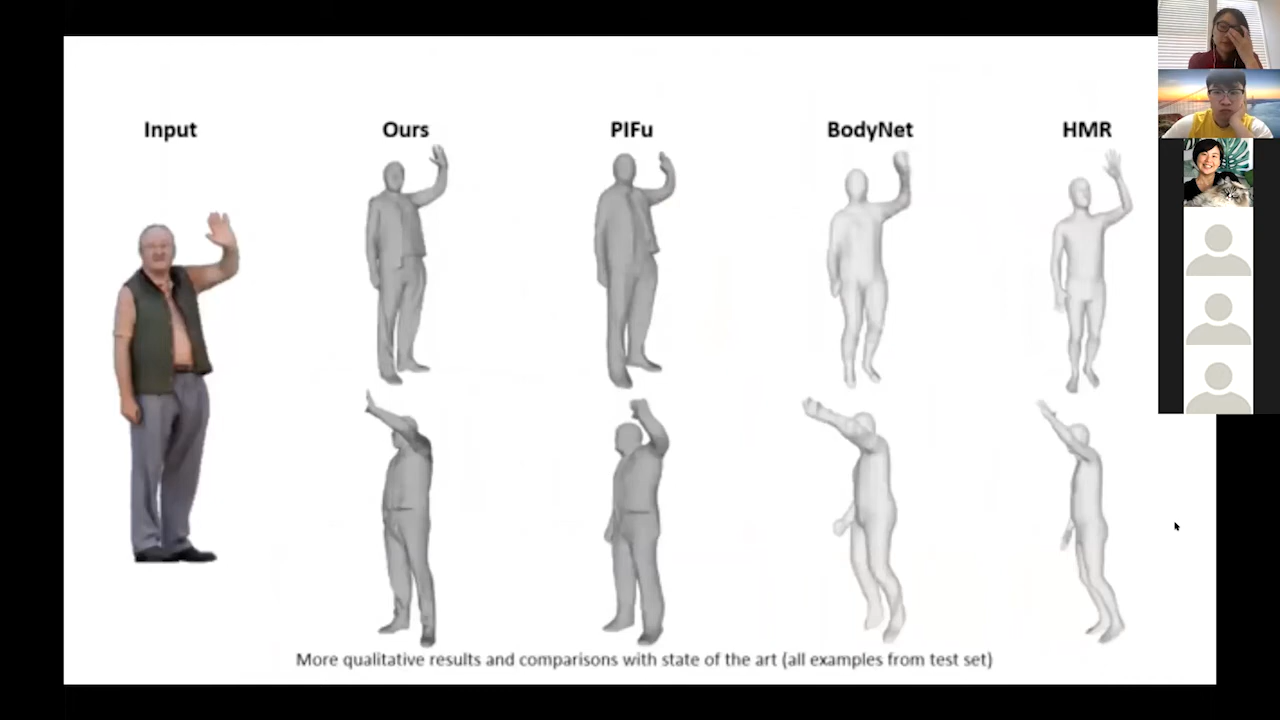 Input
Ours
PIFu
BodyNet
HMR
More qualitative results and comparisons with state of the art (all examples from test set)